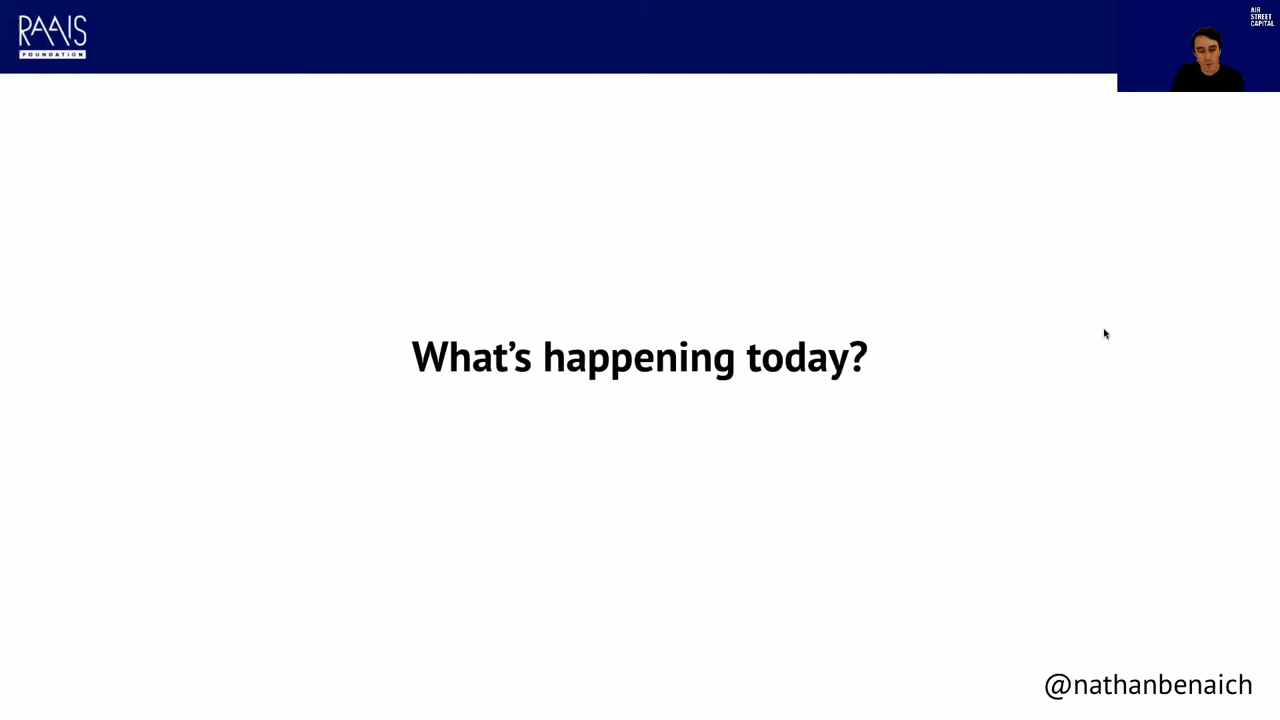 RAAIS
FOUNDATION
AIR
STREET
CAPITAL
What's happening today?
@nathanbenaich